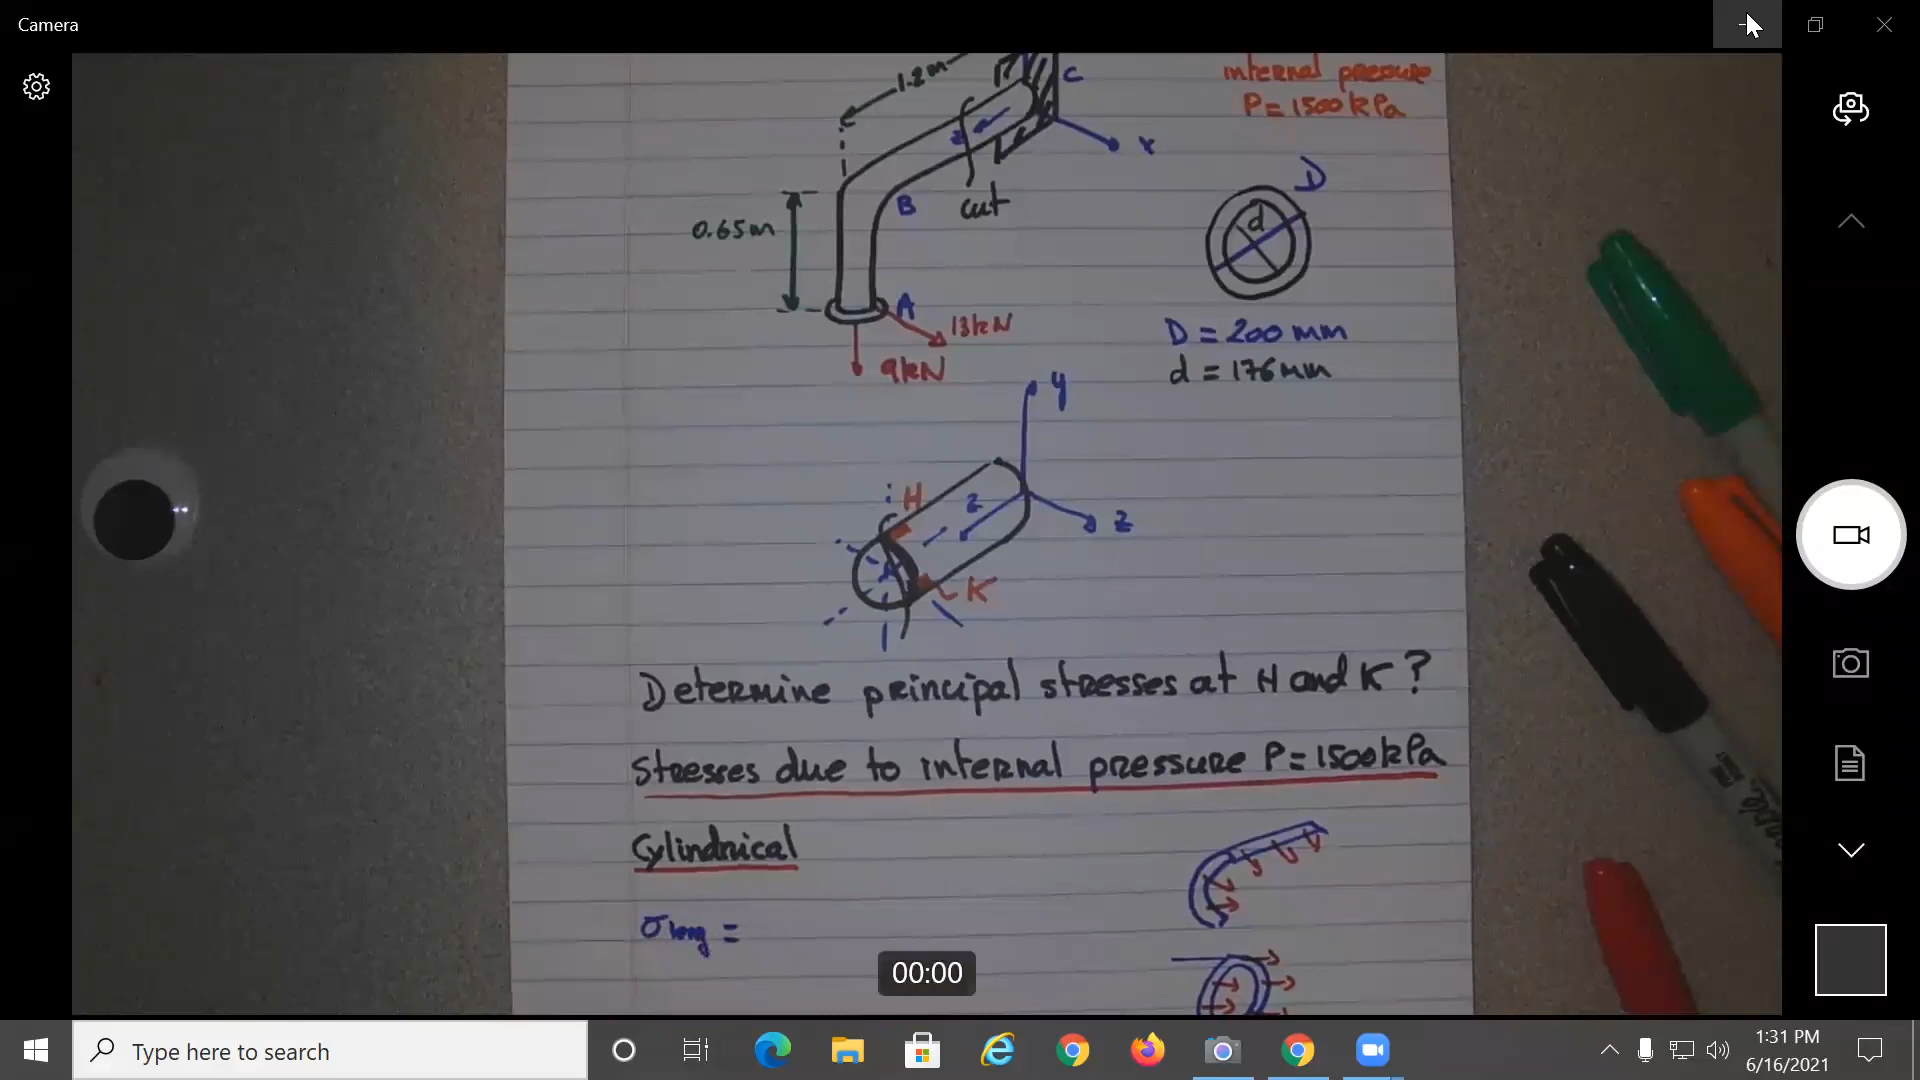 Camera
1.2m
C
internal pressure
P = 1500 kPa
z
x
D
d
B
cut
0.65m
A
13kN
9kN
D = 200 mm
d = 176mm
y
H
z
z
K
Determine principal stresses at H and K ?
stresses due to internal pressure P = 1500kPa
Cylindrical
σlong =
00:00
Type here to search
1:31 PM
6/16/2021